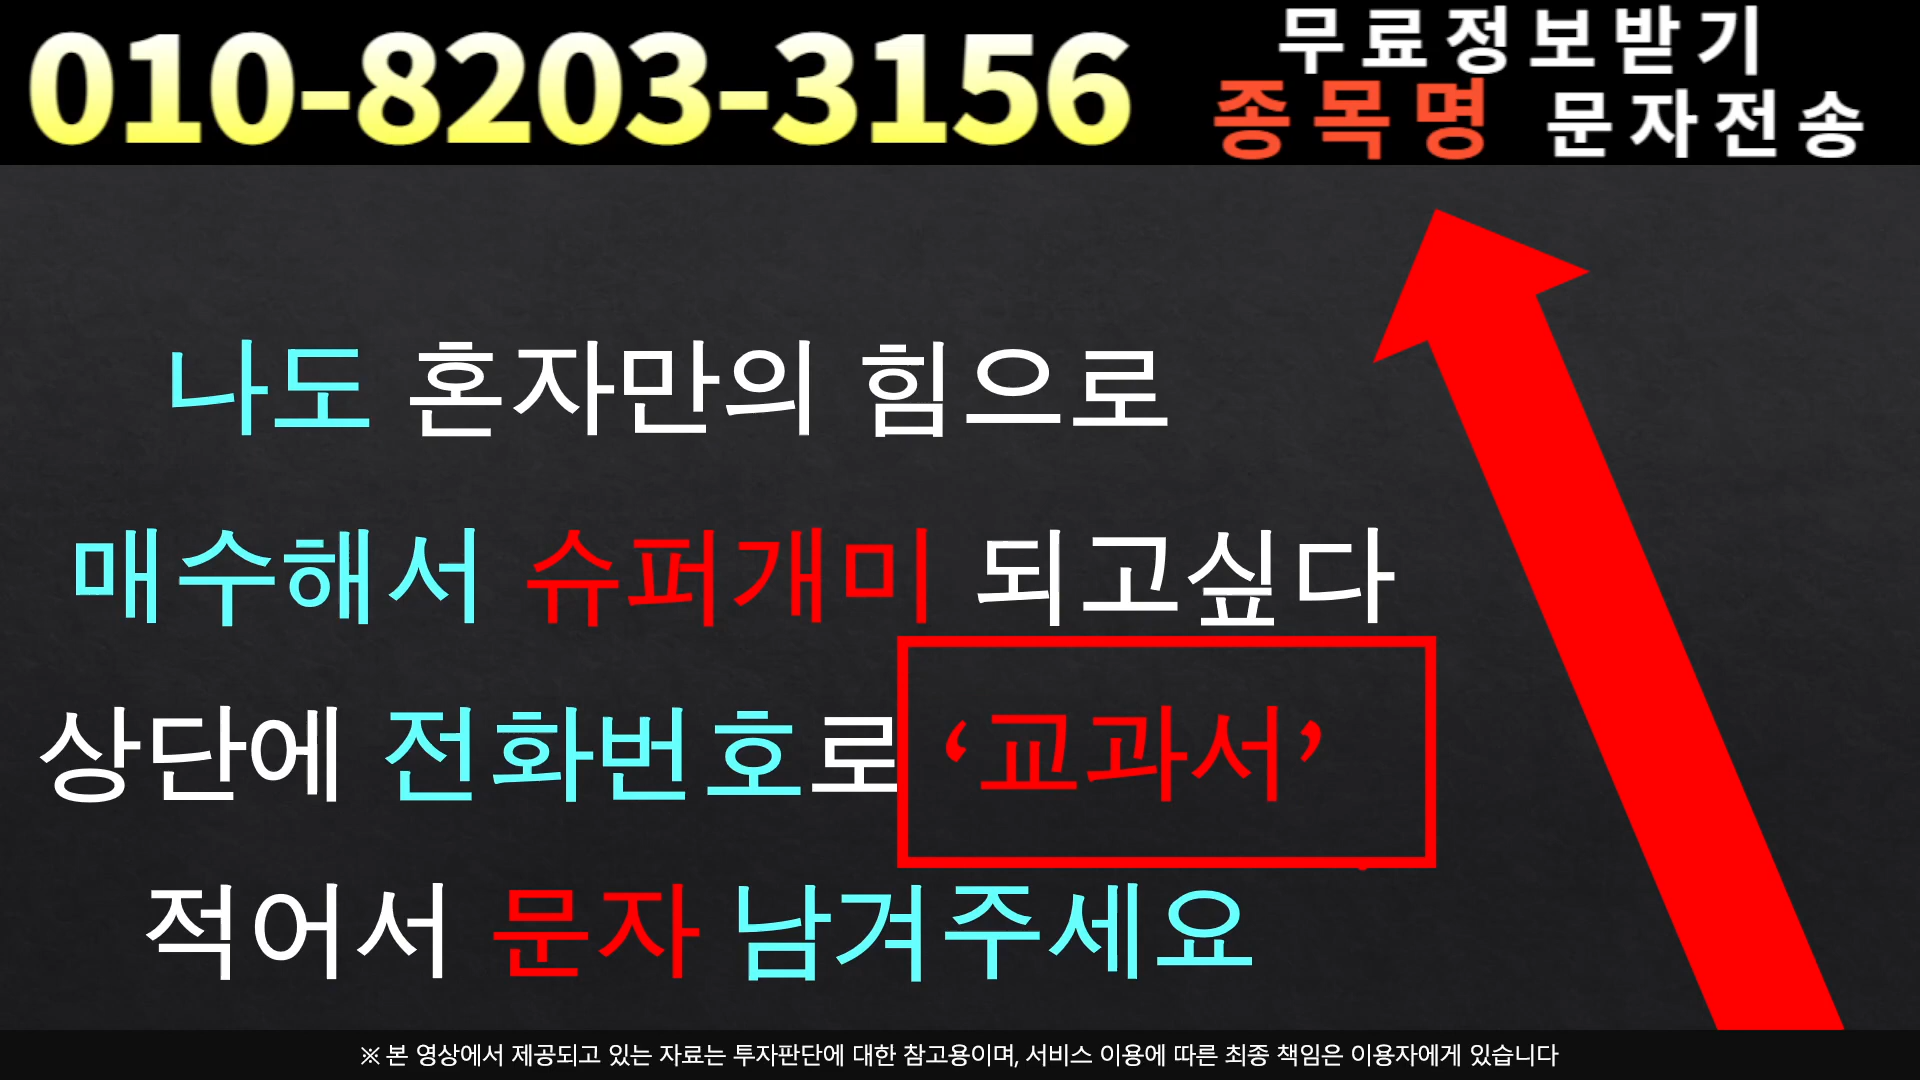 010-8203-3156
무료정보받기
종목명 문자전송
나도 혼자만의 힘으로
매수해서 슈퍼개미 되고싶다
상단에 전화번호로 ‘교과서’
적어서 문자 남겨주세요
※ 본 영상에서 제공되고 있는 자료는 투자판단에 대한 참고용이며, 서비스 이용에 따른 최종 책임은 이용자에게 있습니다